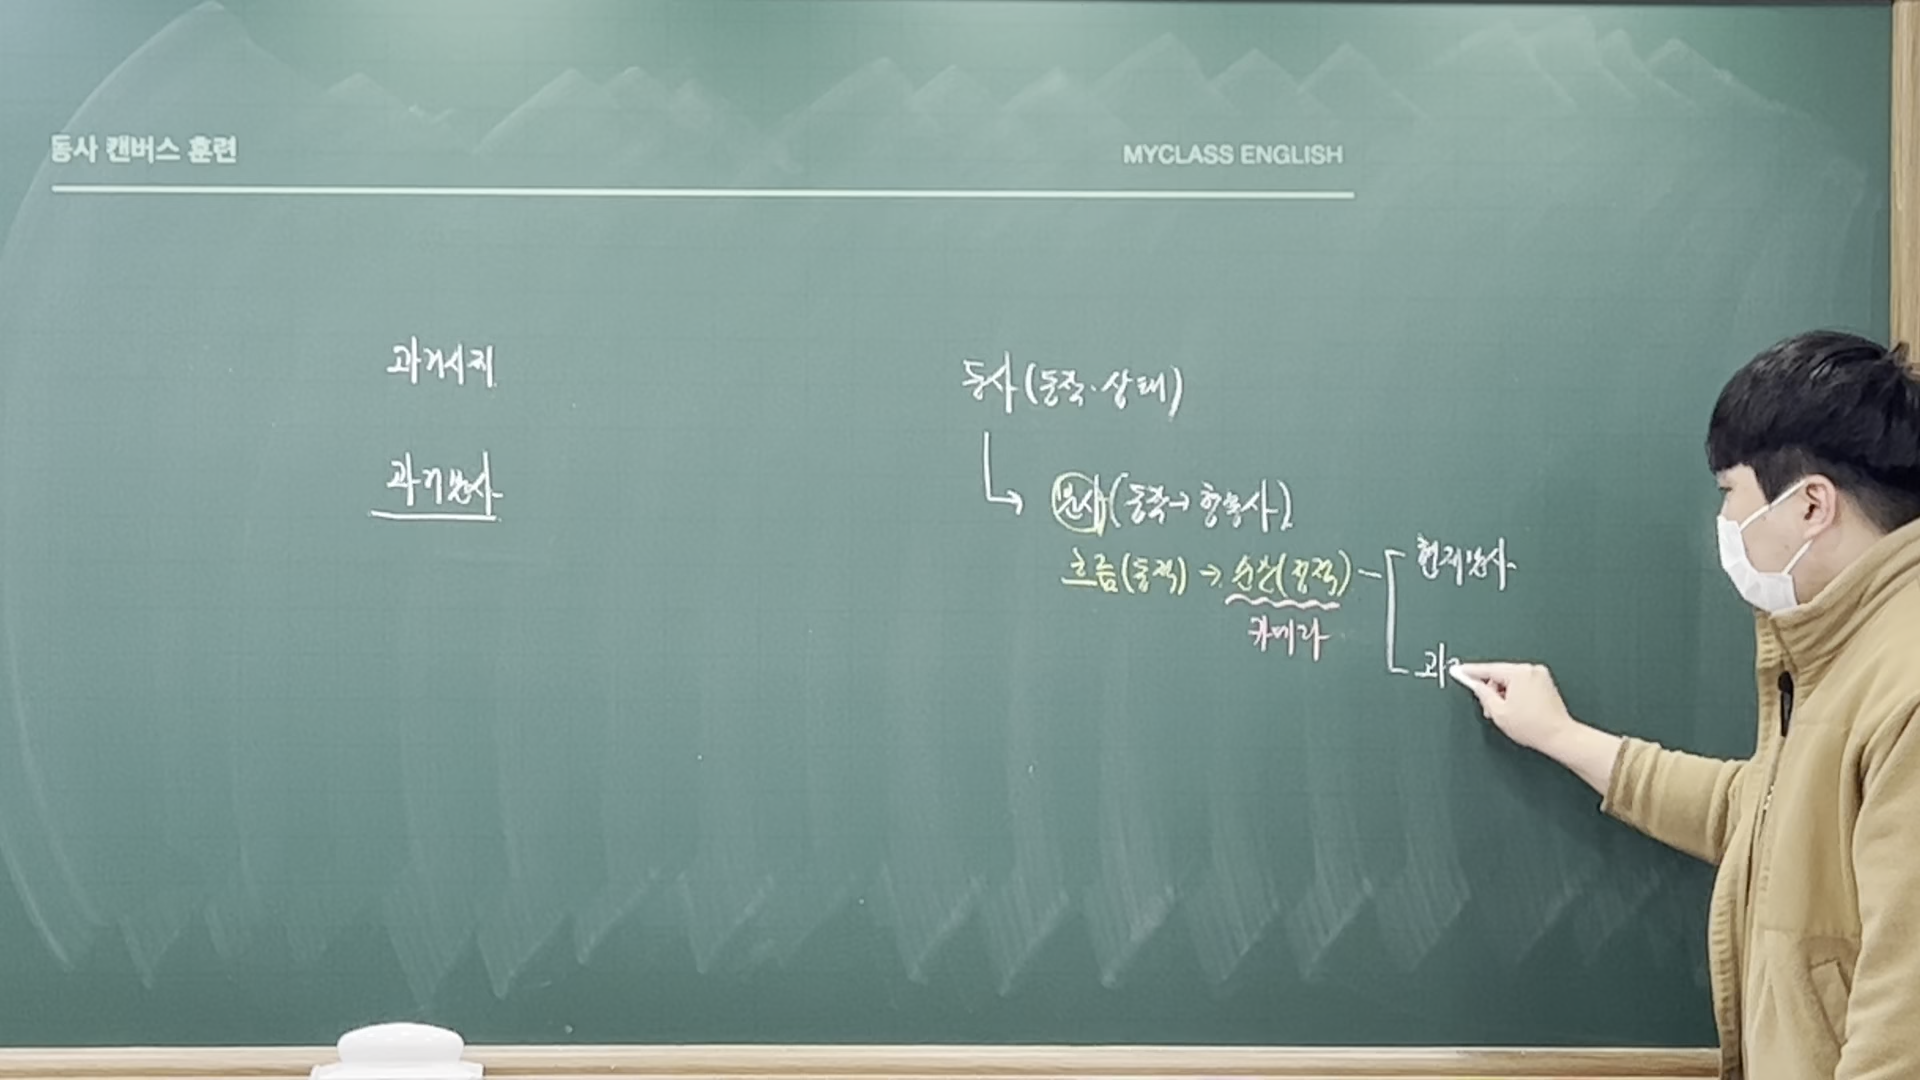 동사 캔버스 훈련
MYCLASS ENGLISH
과거시제
과거분사
동사(동작·상태)
분사(동작→형용사)
흐름(동적) → 순간(정적)
카메라
현재분사
과거